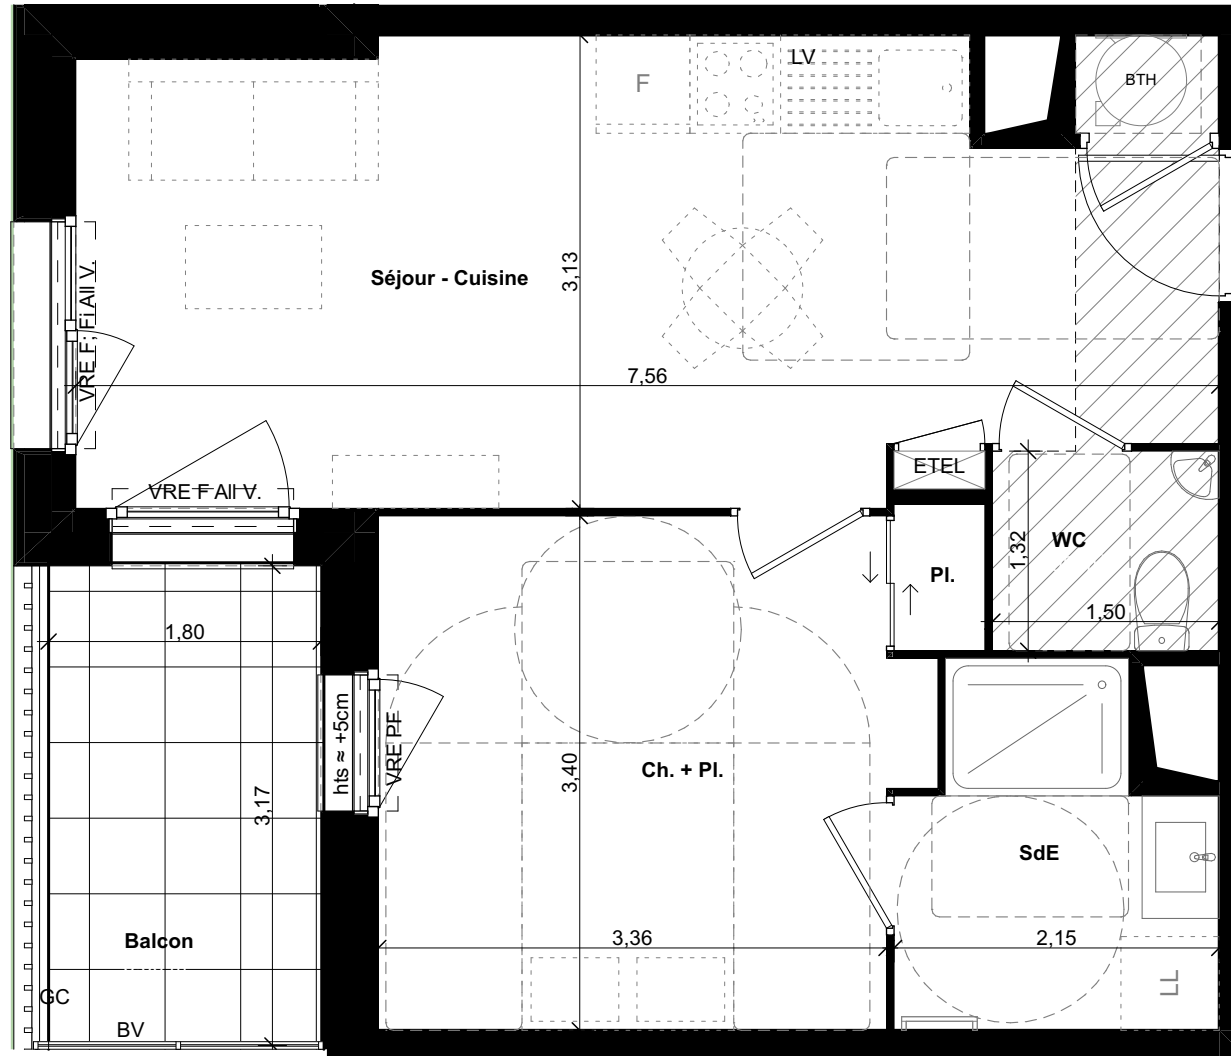 F
LV
BTH
Séjour - Cuisine
3,13
VRE F ; Fi All V.
7,56
ETEL
VRE F All V.
WC
1,32
Pl.
1,50
1,80
hts ≈ +5cm
VRE PF
Ch. + Pl.
3,40
3,17
SdE
Balcon
3,36
2,15
LL
GC
BV